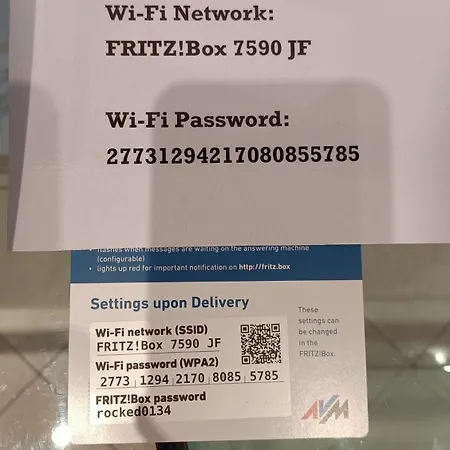 Wi-Fi Network:
FRITZ!Box 7590 JF
Wi-Fi Password:
27731294217080855785
• flashes when messages are waiting on the answering machine
(configurable)
• lights up red for important notification on http://fritz.box
Settings upon Delivery
Wi-Fi network (SSID)
FRITZ!Box 7590 JF
Wi-Fi password (WPA2)
2773 1294 2170 8085 5785
FRITZ!Box password
rocked0134
These
settings can
be changed
in the
FRITZ!Box.
AVM